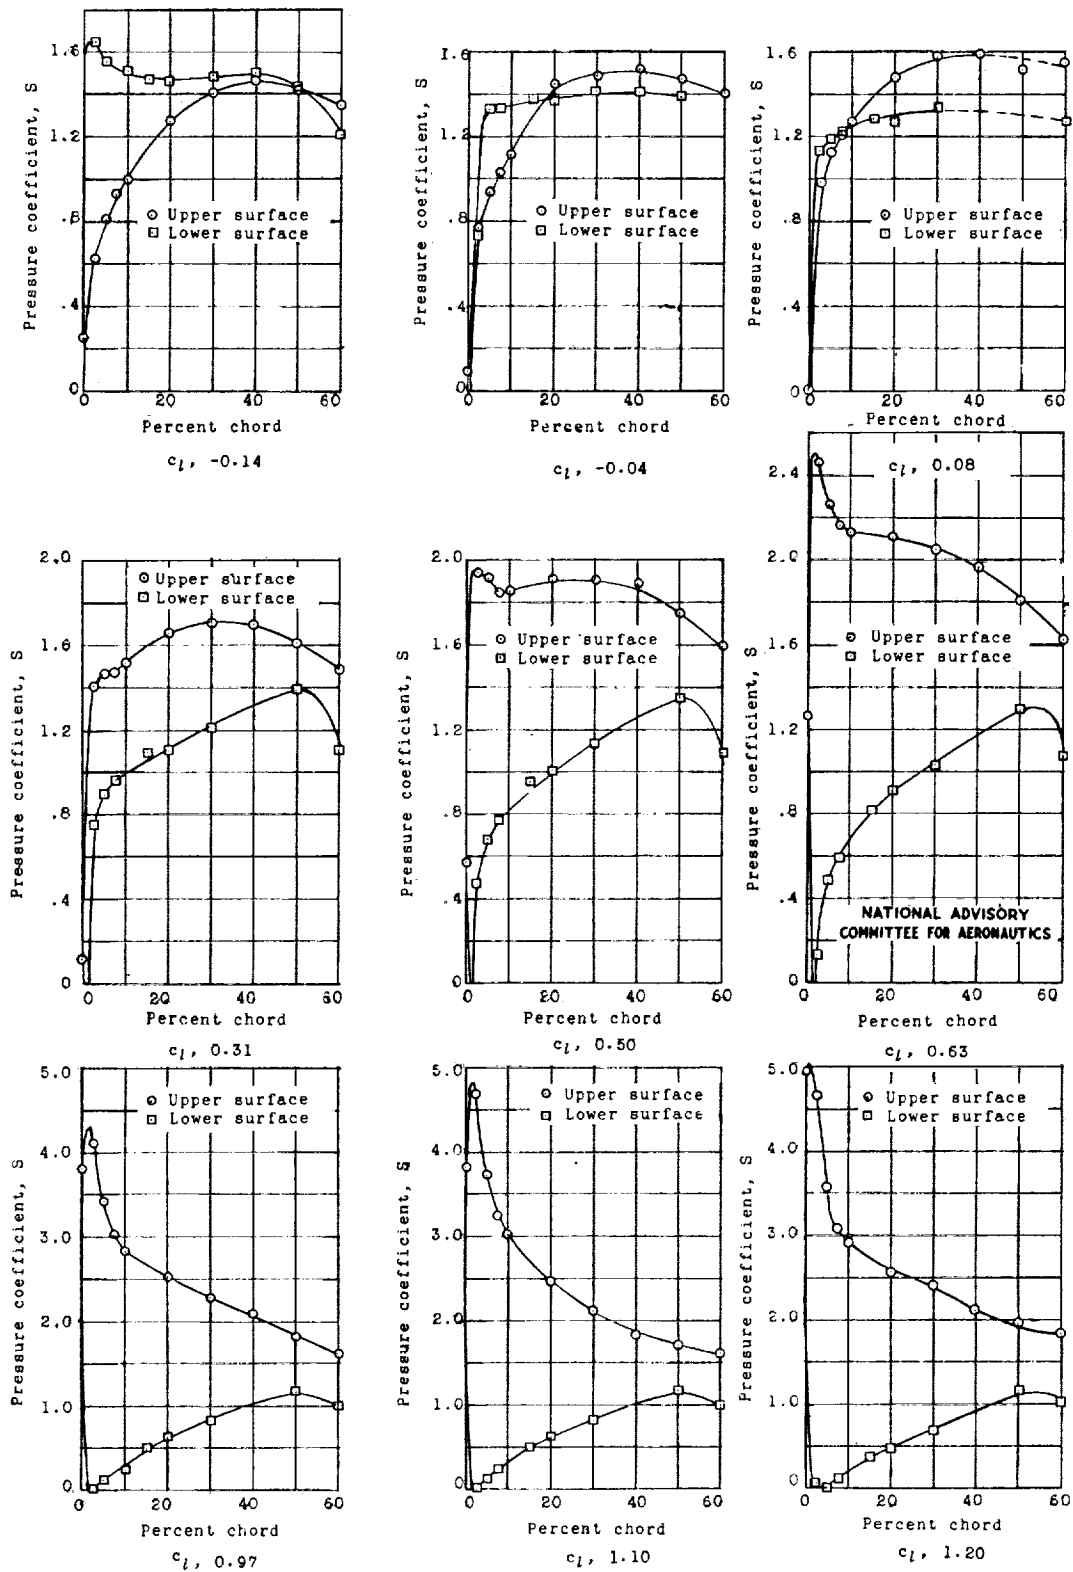 Pressure coefficient, S
1.6
1.2
.8
.4
0
Upper surface
Lower surface
0 20 40 60
Percent chord
c_l, -0.14
Pressure coefficient, S
1.6
1.2
.8
.4
0
Upper surface
Lower surface
0 20 40 60
Percent chord
c_l, -0.04
Pressure coefficient, S
1.6
1.2
.8
.4
0
Upper surface
Lower surface
0 20 40 60
Percent chord
c_l, 0.08
Pressure coefficient, S
2.0
1.6
1.2
.8
.4
0
Upper surface
Lower surface
0 20 40 60
Percent chord
c_l, 0.31
Pressure coefficient, S
2.0
1.6
1.2
.8
.4
0
Upper surface
Lower surface
0 20 40 60
Percent chord
c_l, 0.50
Pressure coefficient, S
2.4
2.0
1.6
1.2
.8
.4
0
Upper surface
Lower surface
NATIONAL ADVISORY
COMMITTEE FOR AERONAUTICS
0 20 40 60
Percent chord
c_l, 0.63
Pressure coefficient, S
5.0
4.0
3.0
2.0
1.0
0
Upper surface
Lower surface
0 20 40 60
Percent chord
c_l, 0.97
Pressure coefficient, S
5.0
4.0
3.0
2.0
1.0
0
Upper surface
Lower surface
0 20 40 60
Percent chord
c_l, 1.10
Pressure coefficient, S
5.0
4.0
3.0
2.0
1.0
0
Upper surface
Lower surface
0 20 40 60
Percent chord
c_l, 1.20